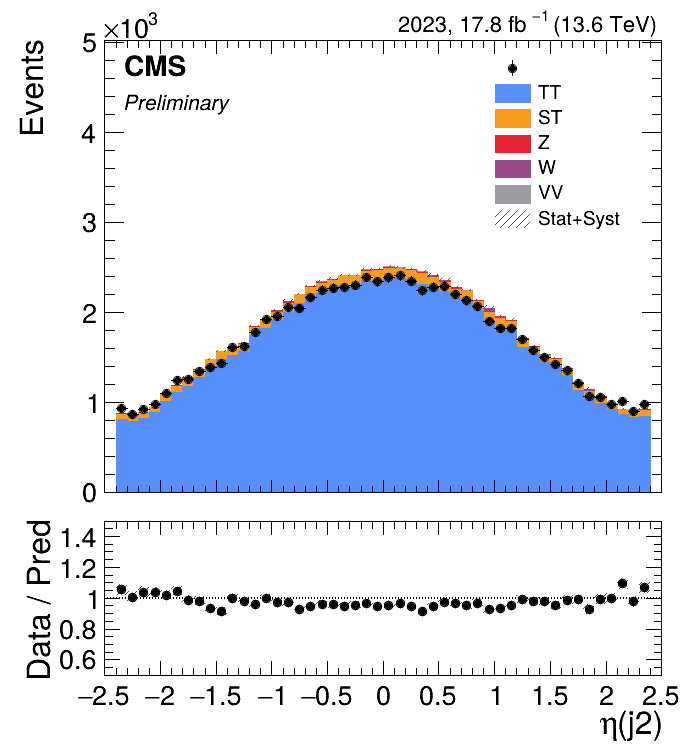 ×10³
2023, 17.8 fb⁻¹ (13.6 TeV)
Events
CMS
Preliminary
TT
ST
Z
W
VV
Stat+Syst
5
4
3
2
1
0
Data / Pred
1.4
1.2
1
0.8
0.6
−2.5 −2 −1.5 −1 −0.5 0 0.5 1 1.5 2 2.5
η(j2)